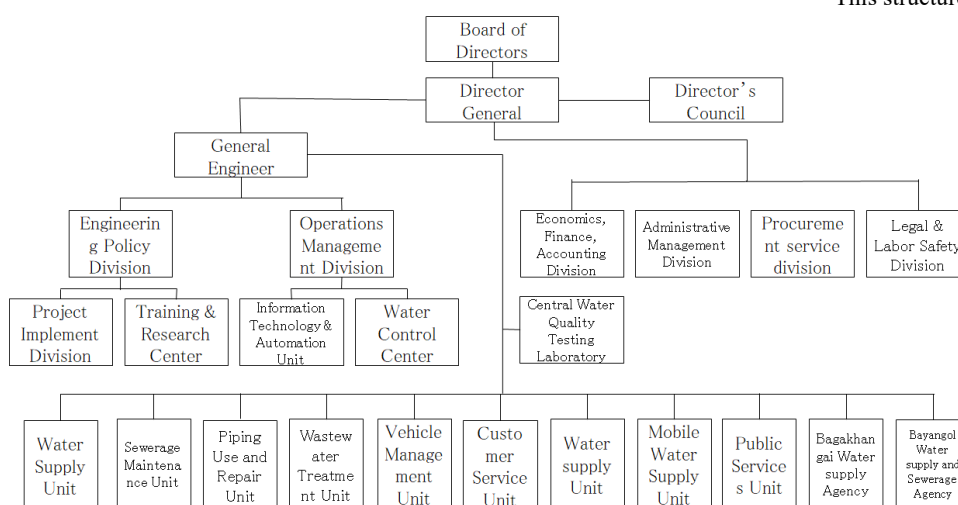 This structure
Board of
Directors
Director
General
Director's
Council
General
Engineer
Engineerin
g Policy
Division
Operations
Manageme
nt Division
Economics,
Finance,
Accounting
Division
Administrative
Management
Division
Procureme
nt service
division
Legal &
Labor Safety
Division
Project
Implement
Division
Training &
Research
Center
Information
Technology &
Automation
Unit
Water
Control
Center
Central Water
Quality
Testing
Laboratory
Water
Supply
Unit
Sewerage
Maintena
nce Unit
Piping
Use and
Repair
Unit
Wastew
ater
Treatme
nt Unit
Vehicle
Manage
ment
Unit
Custo
mer
Service
Unit
Water
supply
Unit
Mobile
Water
Supply
Unit
Public
Service
s Unit
Bagakhan
gai Water
supply
Agency
Bayangol
Water
supply and
Sewerage
Agency